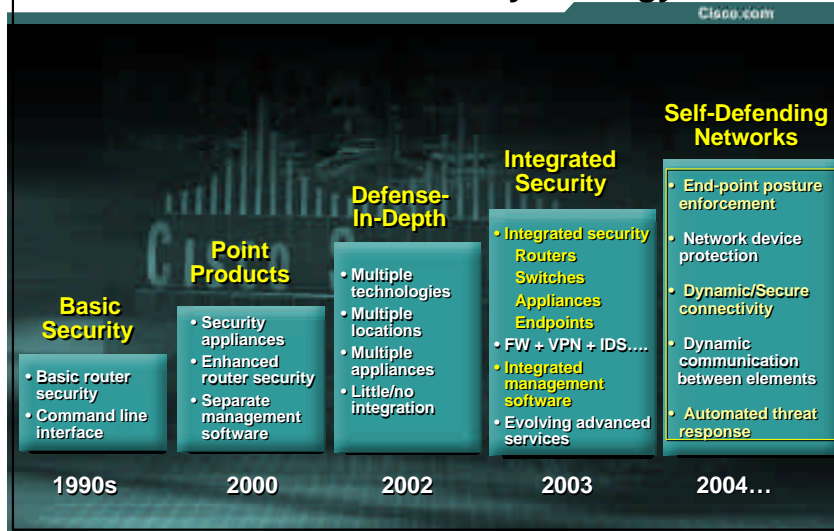 Cisco.com
Basic
Security
• Basic router
security
• Command line
interface
1990s
Point
Products
• Security
appliances
• Enhanced
router security
• Separate
management
software
2000
Defense-
In-Depth
• Multiple
technologies
• Multiple
locations
• Multiple
appliances
• Little/no
integration
2002
Integrated
Security
• Integrated security
Routers
Switches
Appliances
Endpoints
• FW + VPN + IDS....
• Integrated
management
software
• Evolving advanced
services
2003
Self-Defending
Networks
• End-point posture
enforcement
• Network device
protection
• Dynamic/Secure
connectivity
• Dynamic
communication
between elements
• Automated threat
response
2004...